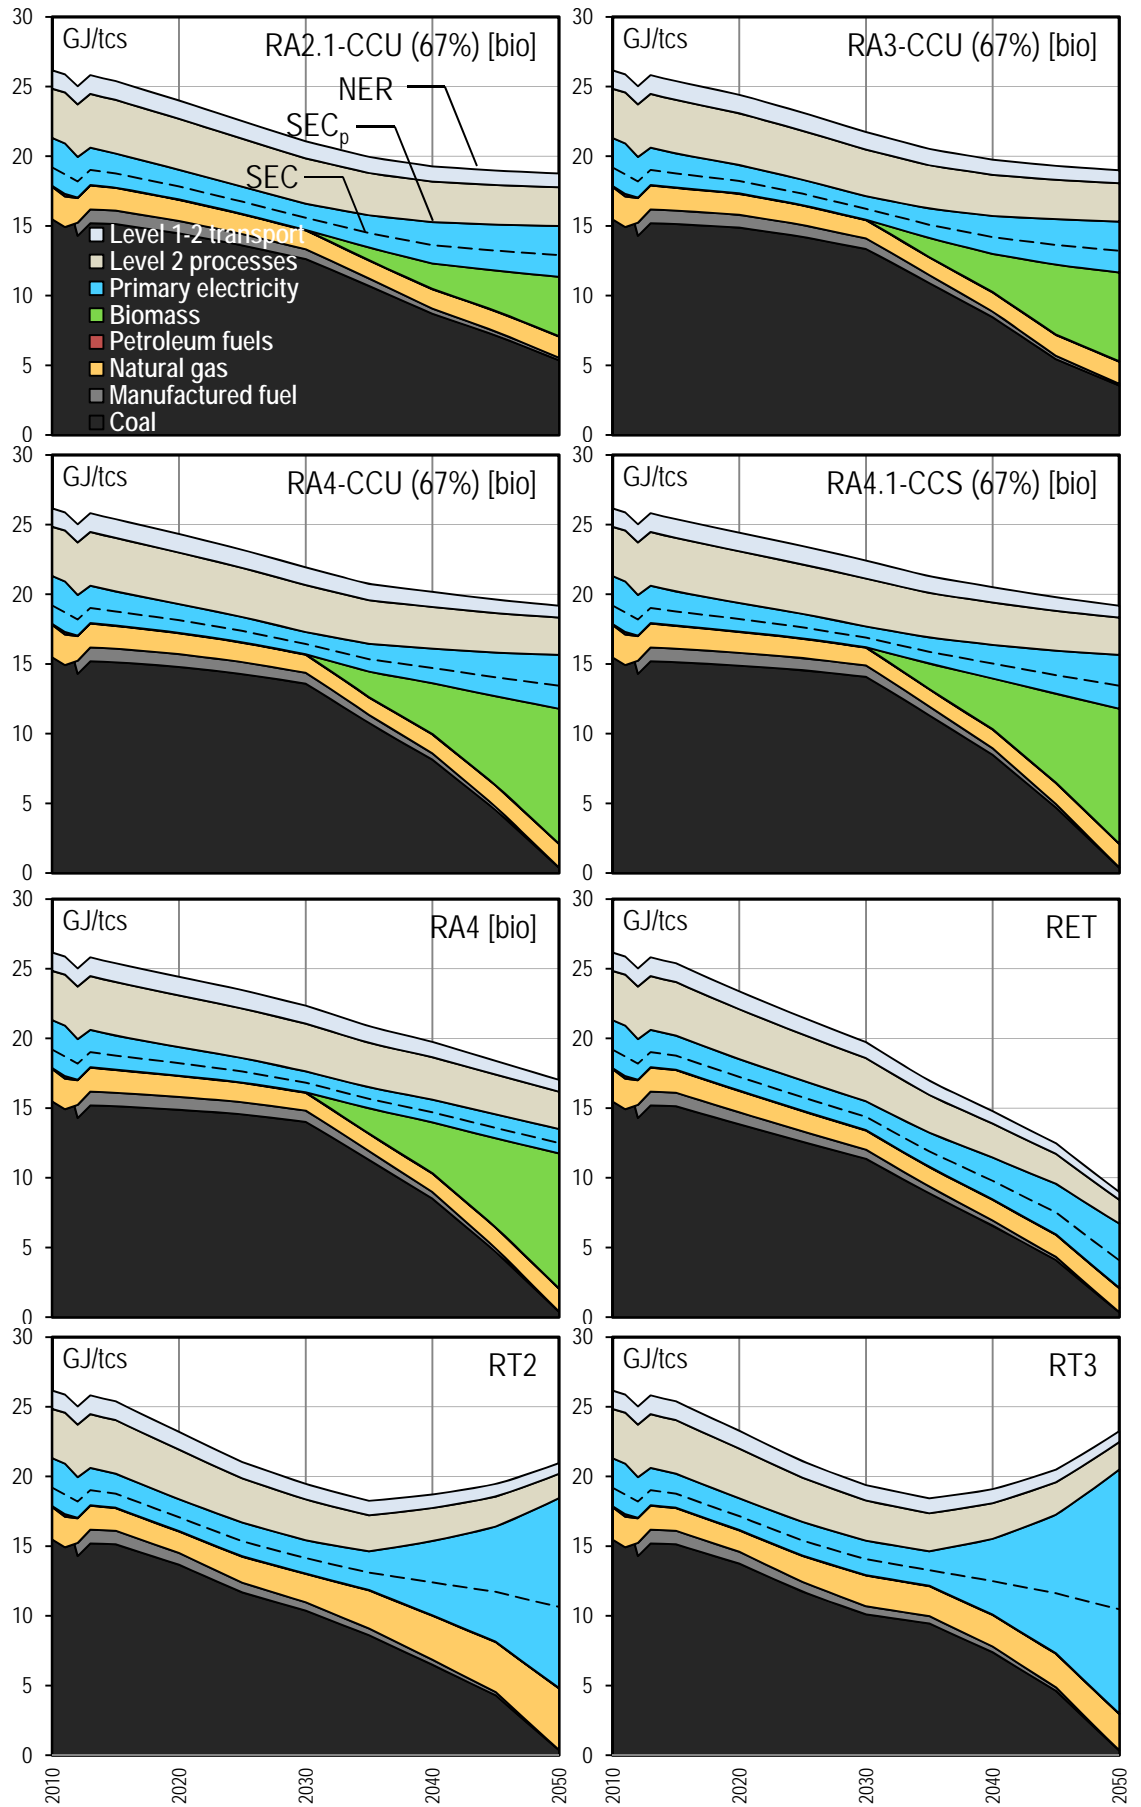 30
25
20
15
10
5
0
GJ/tcs
RA2.1-CCU (67%) [bio]
NER
SECp
SEC
Level 1-2 transport
Level 2 processes
Primary electricity
Biomass
Petroleum fuels
Natural gas
Manufactured fuel
Coal
30
25
20
15
10
5
0
GJ/tcs
RA3-CCU (67%) [bio]
30
25
20
15
10
5
0
GJ/tcs
RA4-CCU (67%) [bio]
30
25
20
15
10
5
0
GJ/tcs
RA4.1-CCS (67%) [bio]
30
25
20
15
10
5
0
GJ/tcs
RA4 [bio]
30
25
20
15
10
5
0
GJ/tcs
RET
30
25
20
15
10
5
0
GJ/tcs
RT2
2010
2020
2030
2040
2050
30
25
20
15
10
5
0
GJ/tcs
RT3
2010
2020
2030
2040
2050